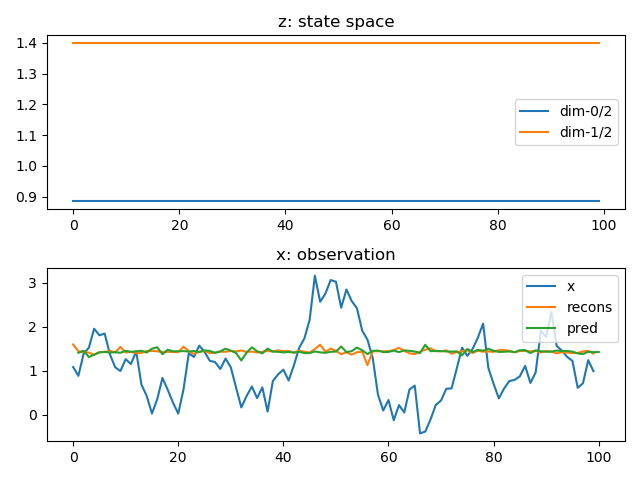 z: state space
1.4
1.3
1.2
1.1
1.0
0.9
dim-0/2
dim-1/2
0 20 40 60 80 100
x: observation
3
2
1
0
x
recons
pred
0 20 40 60 80 100